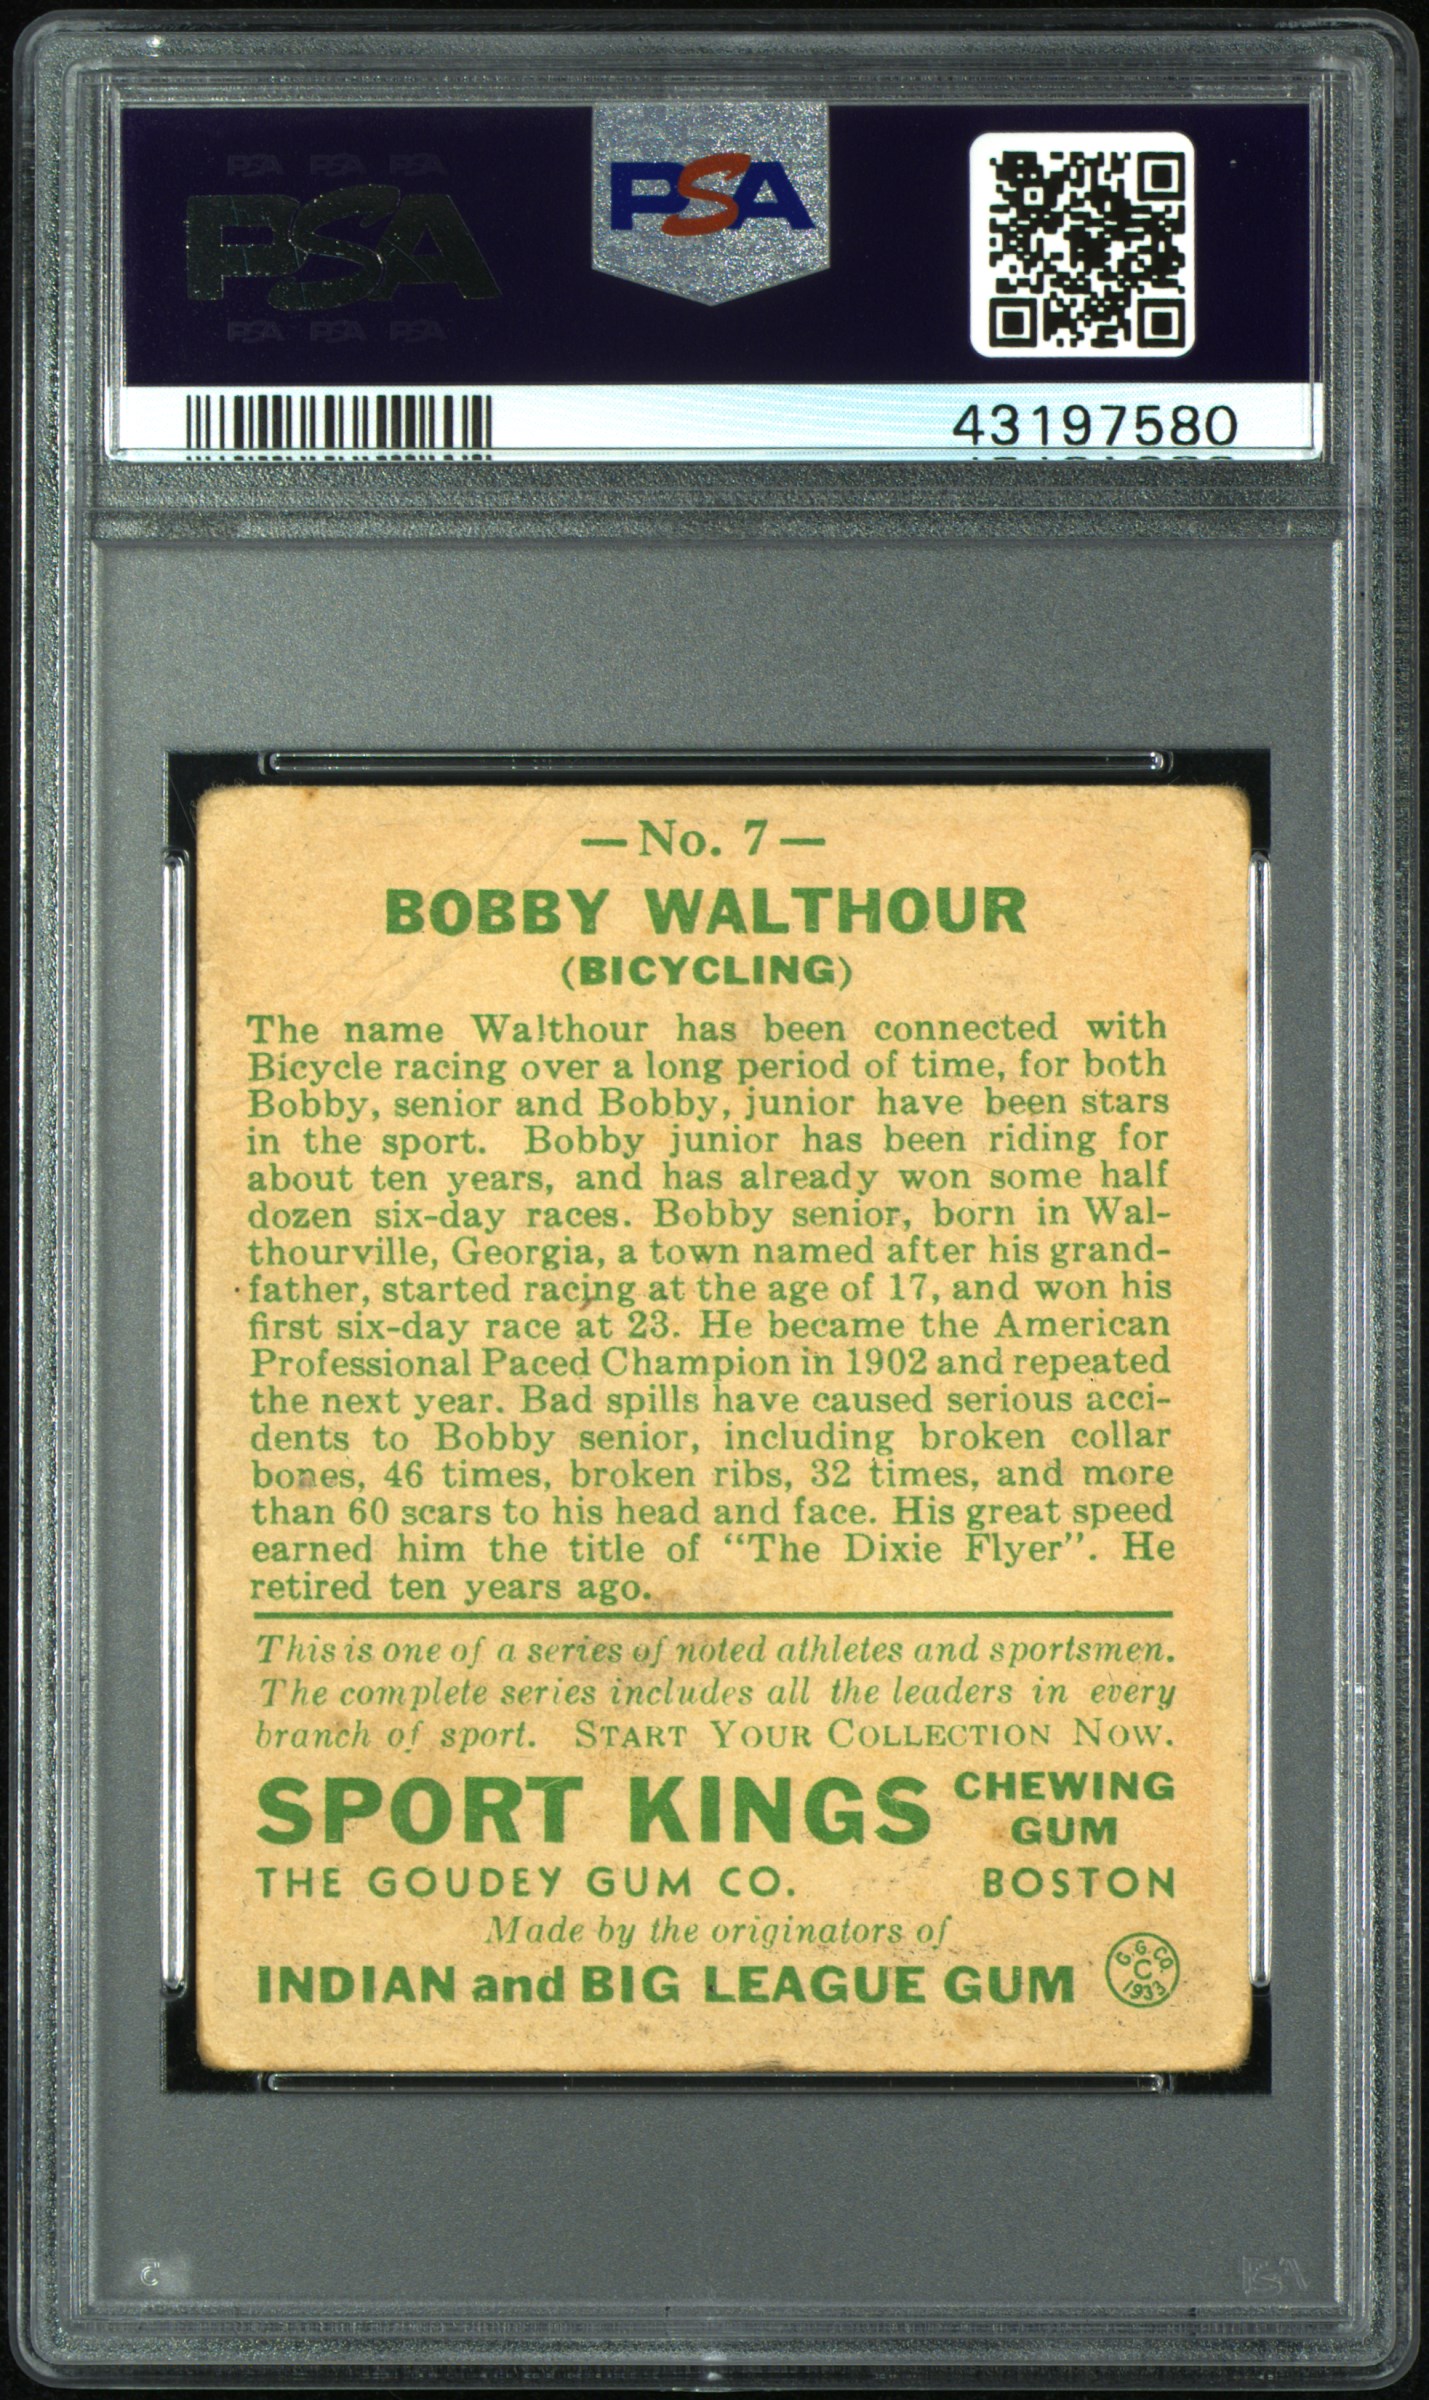 PSA PSA PSA
PSA
PSA PSA PSA
PSA
43197580
—No. 7—
BOBBY WALTHOUR
(BICYCLING)
The name Walthour has been connected with
Bicycle racing over a long period of time, for both
Bobby, senior and Bobby, junior have been stars
in the sport. Bobby junior has been riding for
about ten years, and has already won some half
dozen six-day races. Bobby senior, born in Wal-
thourville, Georgia, a town named after his grand-
father, started racing at the age of 17, and won his
first six-day race at 23. He became the American
Professional Paced Champion in 1902 and repeated
the next year. Bad spills have caused serious acci-
dents to Bobby senior, including broken collar
bones, 46 times, broken ribs, 32 times, and more
than 60 scars to his head and face. His great speed
earned him the title of "The Dixie Flyer". He
retired ten years ago.
This is one of a series of noted athletes and sportsmen.
The complete series includes all the leaders in every
branch of sport. START YOUR COLLECTION NOW.
SPORT KINGS CHEWING GUM
THE GOUDEY GUM CO. BOSTON
Made by the originators of
INDIAN and BIG LEAGUE GUM
G. G. CO.
C
1933
PSA